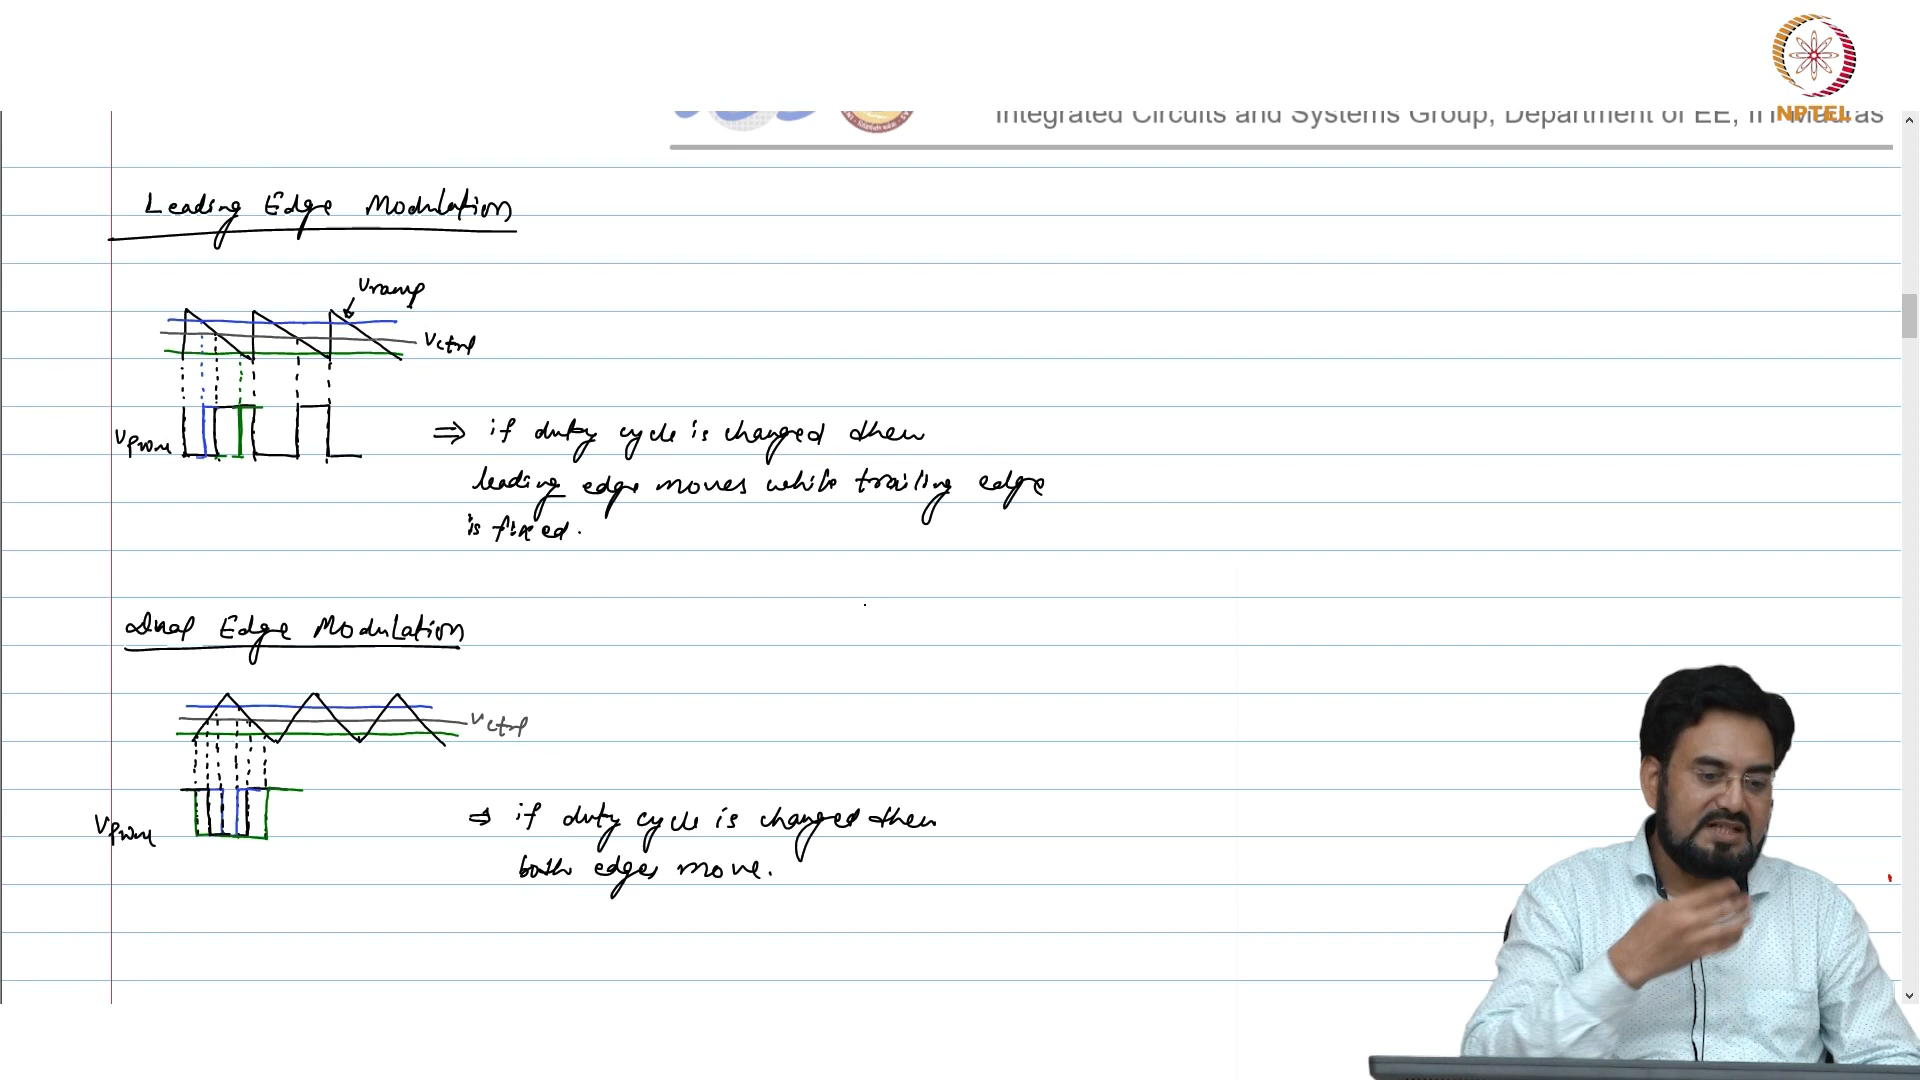 NPTEL
Integrated Circuits and Systems Group, Department of EE, IIT Madras
Leading Edge Modulation
Vramp
Vctrl
Vpwm
⇒ if duty cycle is changed then
leading edge moves while trailing edge
is fixed.
Dual Edge Modulation
Vctrl
Vpwm
⇒ if duty cycle is changed then
both edges move.